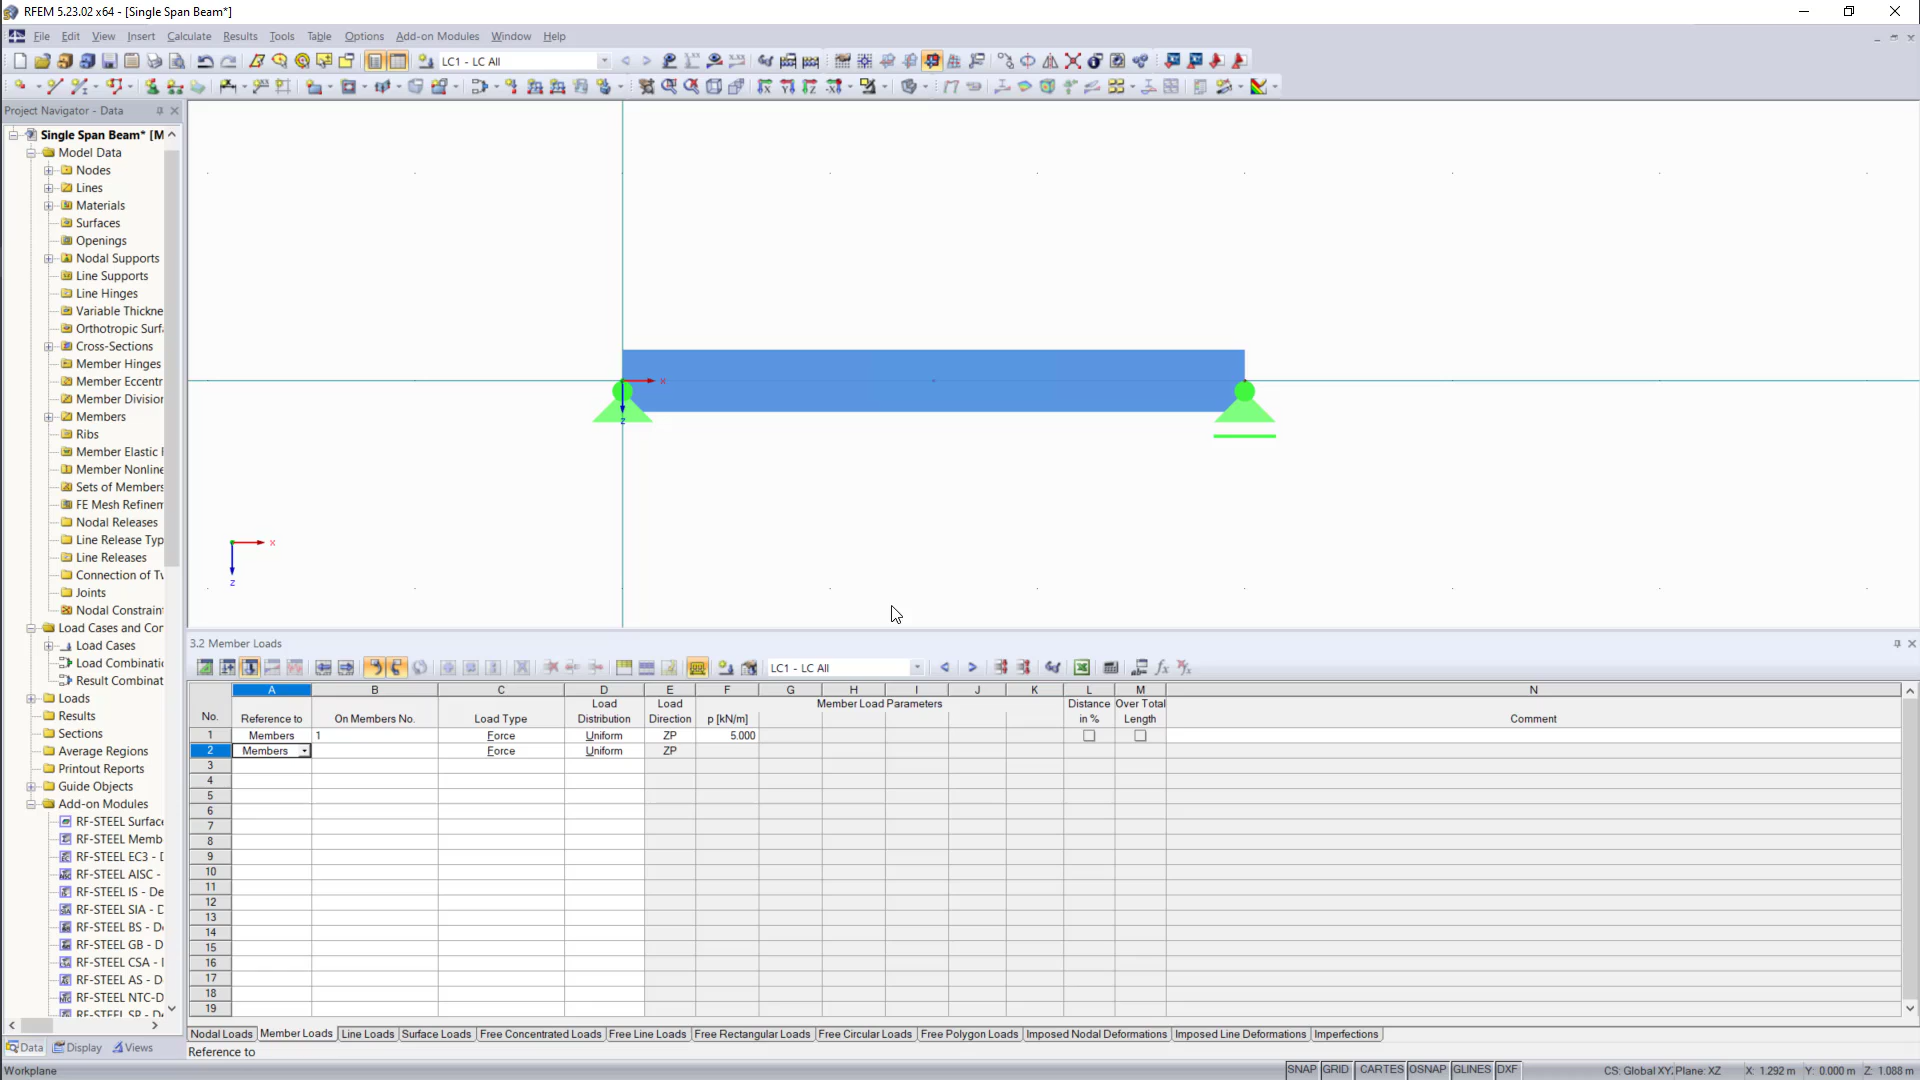 RFEM 5.23.02 x64 - [Single Span Beam*]
File Edit View Insert Calculate Results Tools Table Options Add-on Modules Window Help
LC1 - LC All
Project Navigator - Data
Single Span Beam* [M
Model Data
Nodes
Lines
Materials
Surfaces
Openings
Nodal Supports
Line Supports
Line Hinges
Variable Thickne
Orthotropic Surf
Cross-Sections
Member Hinges
Member Eccentr
Member Division
Members
Ribs
Member Elastic F
Member Nonline
Sets of Members
FE Mesh Refinem
Nodal Releases
Line Release Typ
Line Releases
Connection of Tv
Joints
Nodal Constrain
Load Cases and Cor
Load Cases
Load Combinatio
Result Combinat
Loads
Results
Sections
Average Regions
Printout Reports
Guide Objects
Add-on Modules
RF-STEEL Surface
RF-STEEL Memb
RF-STEEL EC3 - D
RF-STEEL AISC -
RF-STEEL IS - De
RF-STEEL SIA - D
RF-STEEL BS - De
RF-STEEL GB - D
RF-STEEL CSA - I
RF-STEEL AS - De
RF-STEEL NTC-D
RF-STEEL SP - De
Data Display Views
x
z
x
z
3.2 Member Loads
LC1 - LC All
A B C D E F G H I J K L M N
Load Load Member Load Parameters Distance Over Total
No. Reference to On Members No. Load Type Distribution Direction p [kN/m] in % Length Comment
1 Members 1 Force Uniform ZP 5.000
2 Members Force Uniform ZP
3
4
5
6
7
8
9
10
11
12
13
14
15
16
17
18
19
Nodal Loads Member Loads Line Loads Surface Loads Free Concentrated Loads Free Line Loads Free Rectangular Loads Free Circular Loads Free Polygon Loads Imposed Nodal Deformations Imposed Line Deformations Imperfections
Reference to
Workplane SNAP GRID CARTES OSNAP GLINES DXF CS: Global XYZ Plane: XZ X: 1.292 m Y: 0.000 m Z: 1.088 m